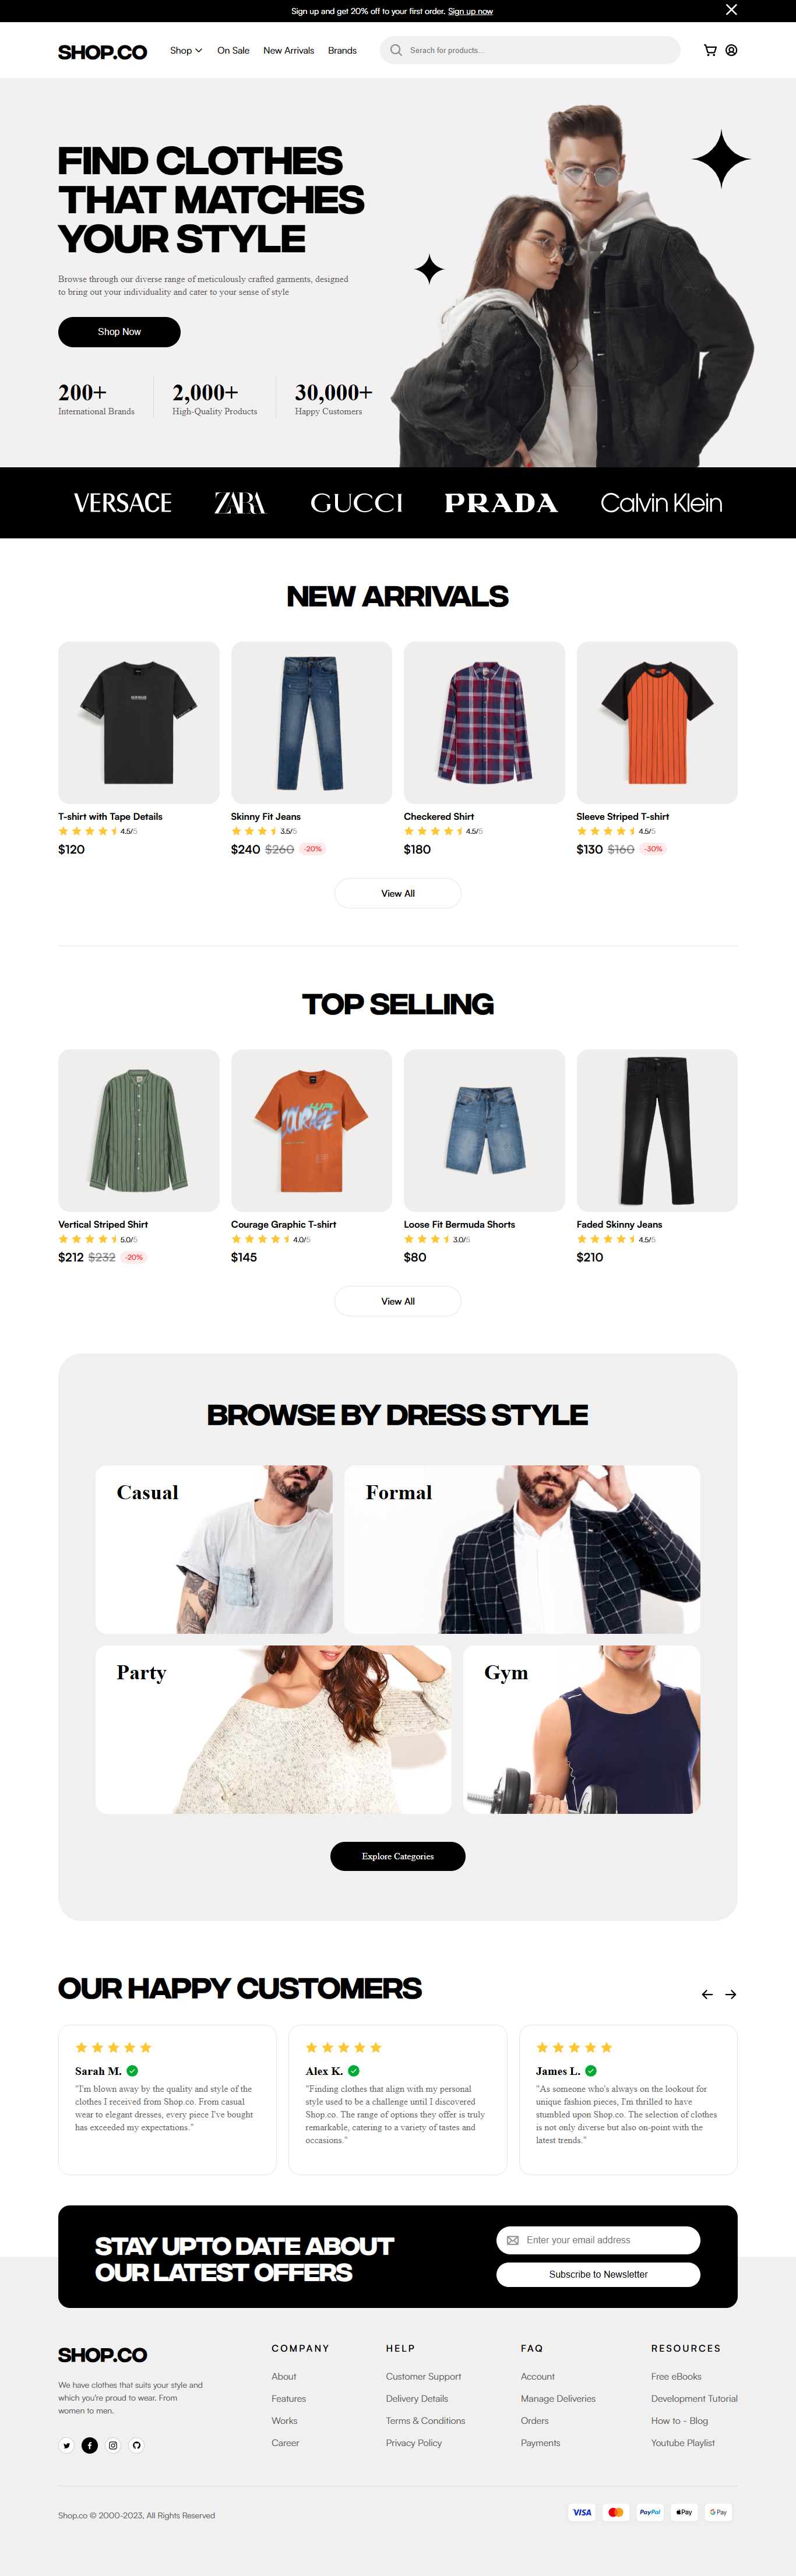 Sign up and get 20% off to your first order. Sign up now
SHOP.CO
Shop
On Sale
New Arrivals
Brands
Serach for products...
FIND CLOTHES
THAT MATCHES
YOUR STYLE
Browse through our diverse range of meticulously crafted garments, designed
to bring out your individuality and cater to your sense of style
Shop Now
200+
International Brands
2,000+
High-Quality Products
30,000+
Happy Customers
VERSACE
ZARA
GUCCI
PRADA
Calvin Klein
NEW ARRIVALS
T-shirt with Tape Details
4.5/5
$120
Skinny Fit Jeans
3.5/5
$240 $260 -20%
Checkered Shirt
4.5/5
$180
Sleeve Striped T-shirt
4.5/5
$130 $160 -30%
View All
TOP SELLING
COURAGE
Vertical Striped Shirt
5.0/5
$212 $232 -20%
Courage Graphic T-shirt
4.0/5
$145
Loose Fit Bermuda Shorts
3.0/5
$80
Faded Skinny Jeans
4.5/5
$210
View All
BROWSE BY DRESS STYLE
Casual
Formal
Party
Gym
Explore Categories
OUR HAPPY CUSTOMERS
Sarah M.
"I'm blown away by the quality and style of the
clothes I received from Shop.co. From casual
wear to elegant dresses, every piece I've bought
has exceeded my expectations."
Alex K.
"Finding clothes that align with my personal
style used to be a challenge until I discovered
Shop.co. The range of options they offer is truly
remarkable, catering to a variety of tastes and
occasions."
James L.
"As someone who's always on the lookout for
unique fashion pieces, I'm thrilled to have
stumbled upon Shop.co. The selection of clothes
is not only diverse but also on-point with the
latest trends."
STAY UPTO DATE ABOUT
OUR LATEST OFFERS
Enter your email address
Subscribe to Newsletter
SHOP.CO
We have clothes that suits your style and
which you're proud to wear. From
women to men.
COMPANY
About
Features
Works
Career
HELP
Customer Support
Delivery Details
Terms & Conditions
Privacy Policy
FAQ
Account
Manage Deliveries
Orders
Payments
RESOURCES
Free eBooks
Development Tutorial
How to - Blog
Youtube Playlist
Shop.co © 2000-2023, All Rights Reserved
VISA
PayPal
Pay
G Pay